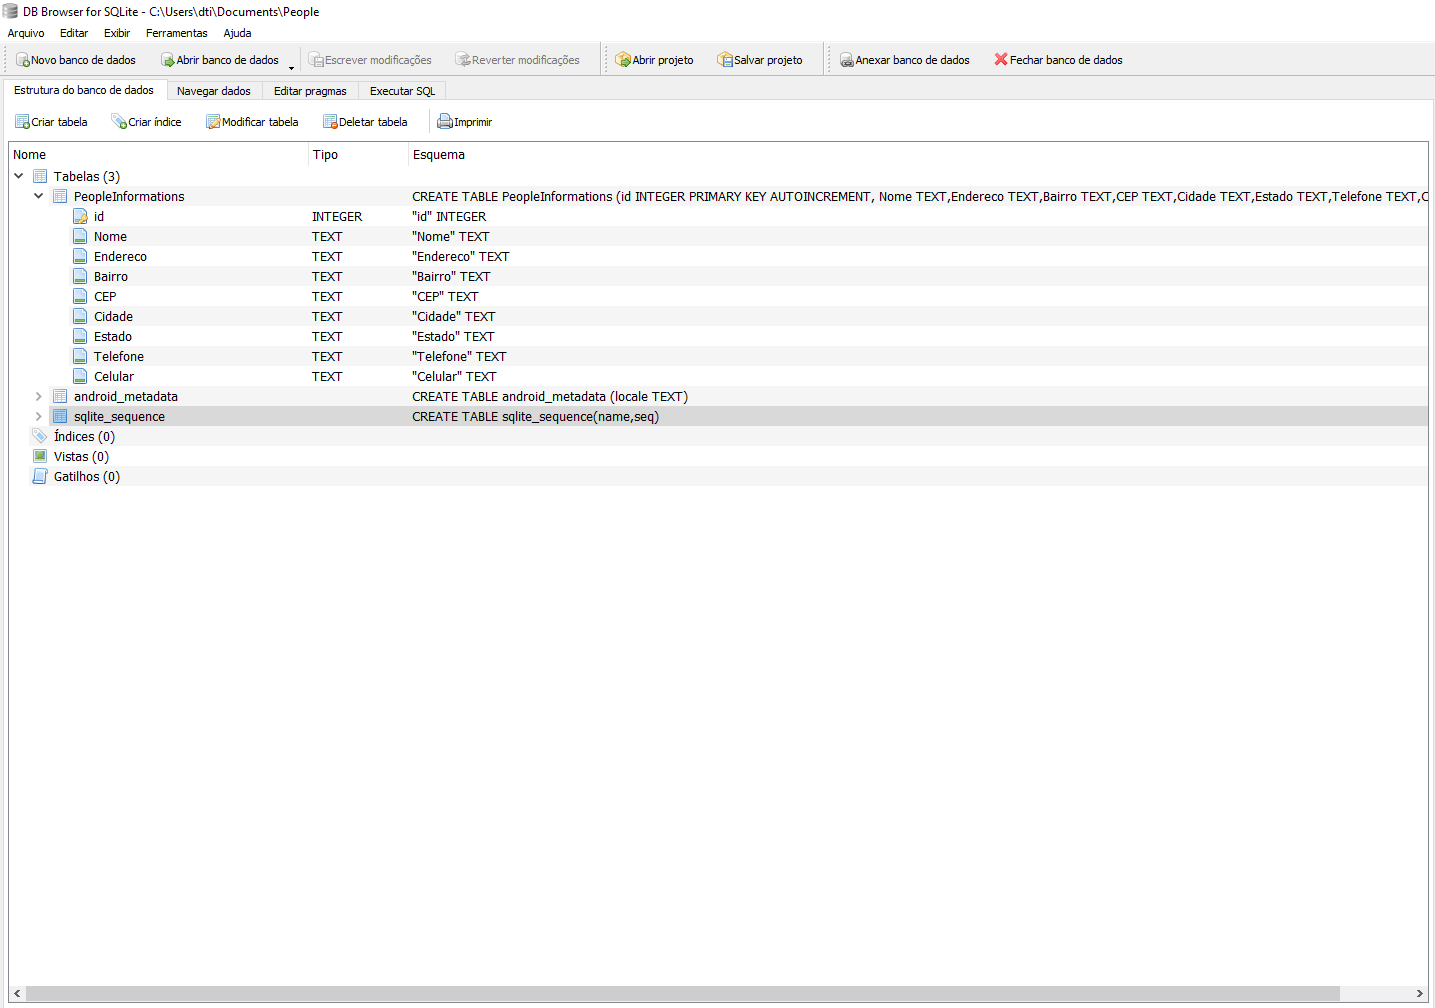 DB Browser for SQLite - C:\Users\dti\Documents\People
Arquivo Editar Exibir Ferramentas Ajuda
Novo banco de dados Abrir banco de dados Escrever modificações Reverter modificações Abrir projeto Salvar projeto Anexar banco de dados Fechar banco de dados
Estrutura do banco de dados Navegar dados Editar pragmas Executar SQL
Criar tabela Criar índice Modificar tabela Deletar tabela Imprimir
Nome Tipo Esquema
Tabelas (3)
PeopleInformations CREATE TABLE PeopleInformations (id INTEGER PRIMARY KEY AUTOINCREMENT, Nome TEXT,Endereco TEXT,Bairro TEXT,CEP TEXT,Cidade TEXT,Estado TEXT,Telefone TEXT,C
id INTEGER "id" INTEGER
Nome TEXT "Nome" TEXT
Endereco TEXT "Endereco" TEXT
Bairro TEXT "Bairro" TEXT
CEP TEXT "CEP" TEXT
Cidade TEXT "Cidade" TEXT
Estado TEXT "Estado" TEXT
Telefone TEXT "Telefone" TEXT
Celular TEXT "Celular" TEXT
android_metadata CREATE TABLE android_metadata (locale TEXT)
sqlite_sequence CREATE TABLE sqlite_sequence(name,seq)
Índices (0)
Vistas (0)
Gatilhos (0)